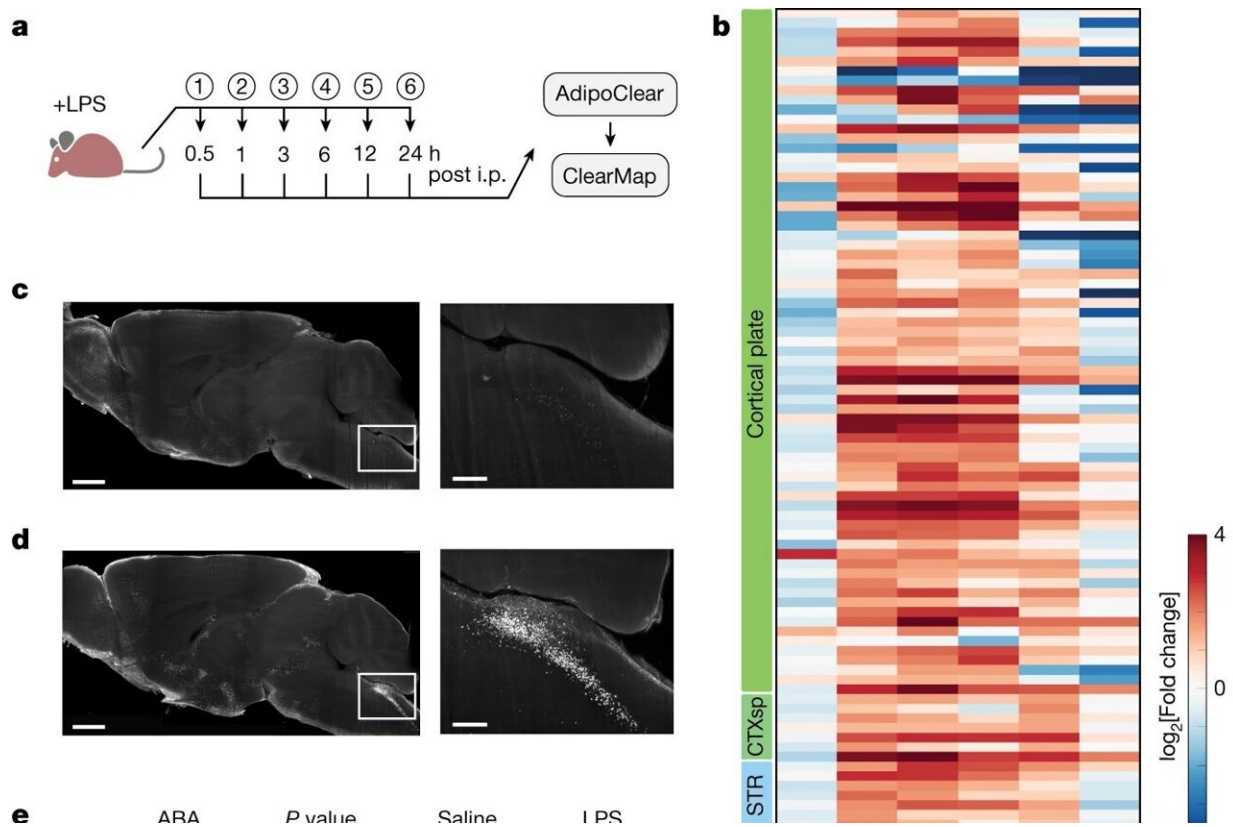 a
+LPS
1 2 3 4 5 6
0.5 1 3 6 12 24 h
post i.p.
AdipoClear
ClearMap
b
Cortical plate
CTXsp
STR
4
0
log2[Fold change]
c
d
e
ABA P value Saline LPS